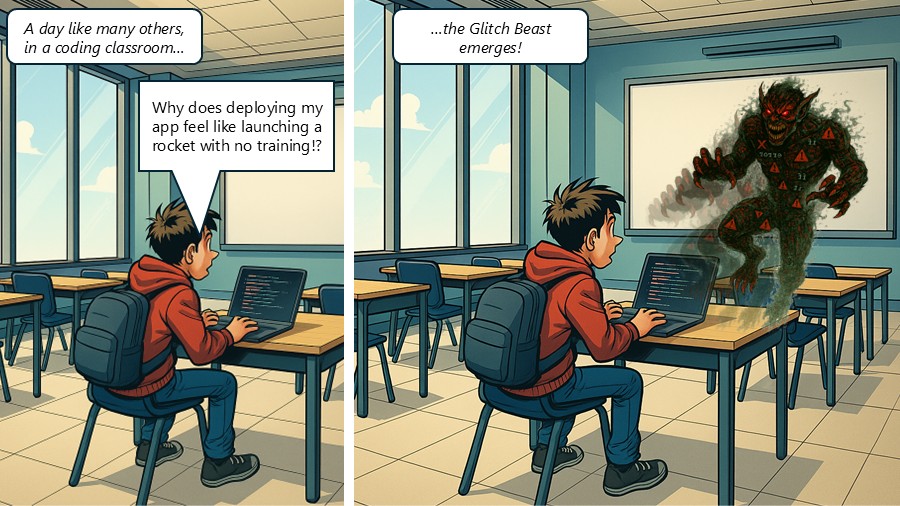 A day like many others,
in a coding classroom...
Why does deploying my
app feel like launching a
rocket with no training!?
...the Glitch Beast
emerges!